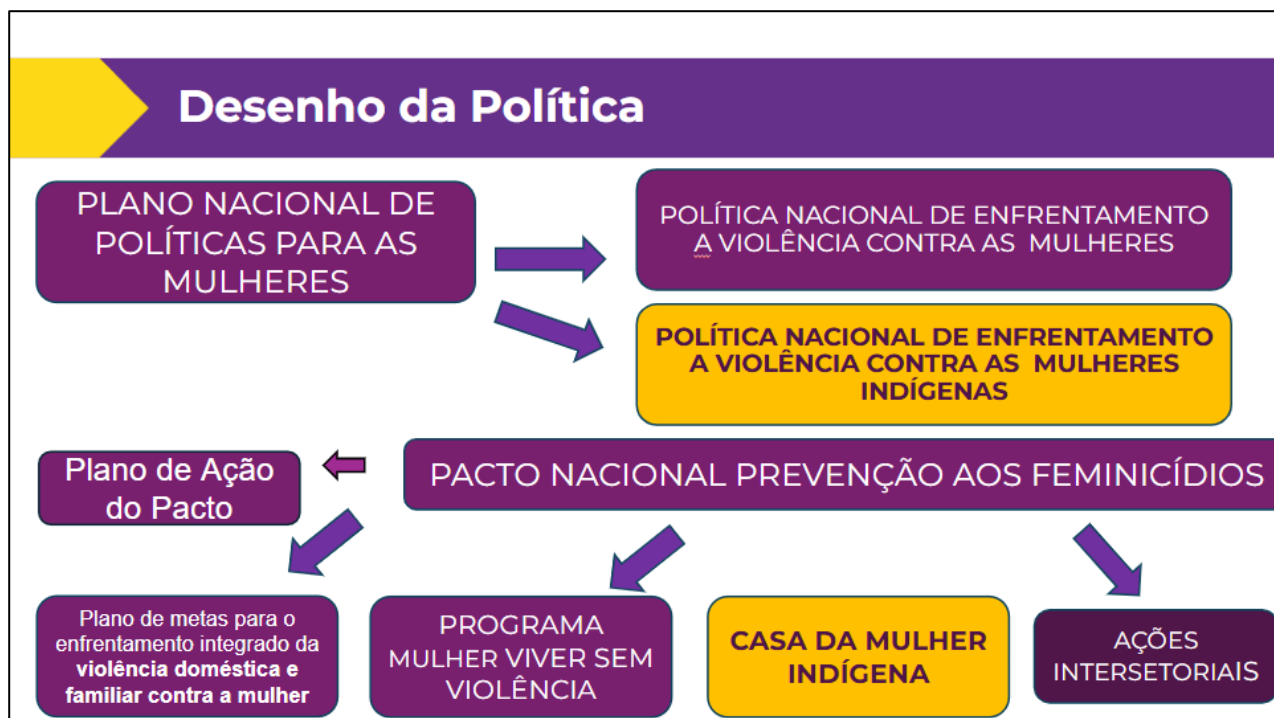 Desenho da Política
PLANO NACIONAL DE
POLÍTICAS PARA AS
MULHERES
POLÍTICA NACIONAL DE ENFRENTAMENTO
A VIOLÊNCIA CONTRA AS MULHERES
POLÍTICA NACIONAL DE ENFRENTAMENTO
A VIOLÊNCIA CONTRA AS MULHERES
INDÍGENAS
Plano de Ação
do Pacto
PACTO NACIONAL PREVENÇÃO AOS FEMINICÍDIOS
Plano de metas para o
enfrentamento integrado da
violência doméstica e
familiar contra a mulher
PROGRAMA
MULHER VIVER SEM
VIOLÊNCIA
CASA DA MULHER
INDÍGENA
AÇÕES
INTERSETORIAIS